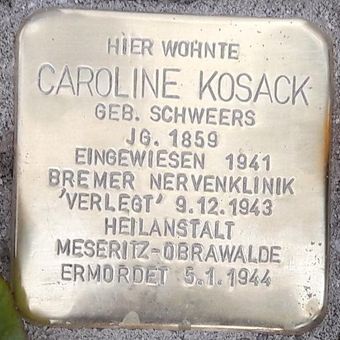 HIER WOHNTE
CAROLINE KOSACK
GEB. SCHWEERS
JG. 1859
EINGEWIESEN 1941
BREMER NERVENKLINIK
'VERLEGT' 9.12.1943
HEILANSTALT
MESERITZ-OBRAWALDE
ERMORDET 5.1.1944